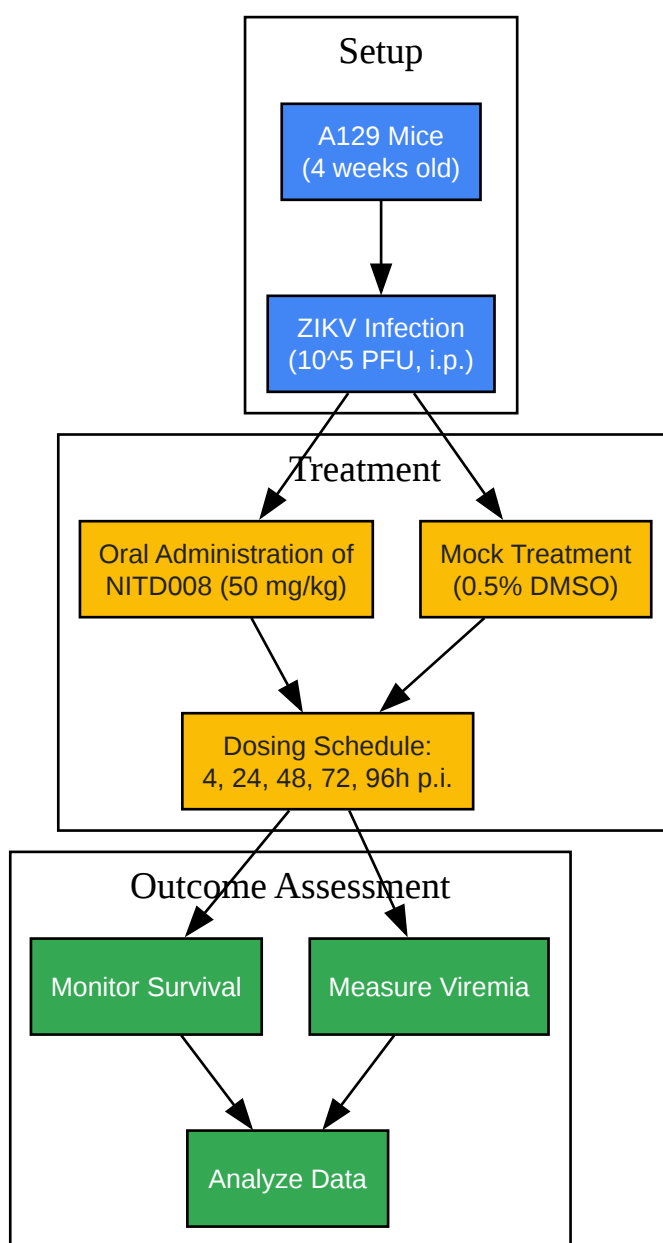 Setup
A129 Mice
(4 weeks old)
ZIKV Infection
(10^5 PFU, i.p.)
Treatment
Oral Administration of
NITD008 (50 mg/kg)
Mock Treatment
(0.5% DMSO)
Dosing Schedule:
4, 24, 48, 72, 96h p.i.
Outcome Assessment
Monitor Survival
Measure Viremia
Analyze Data